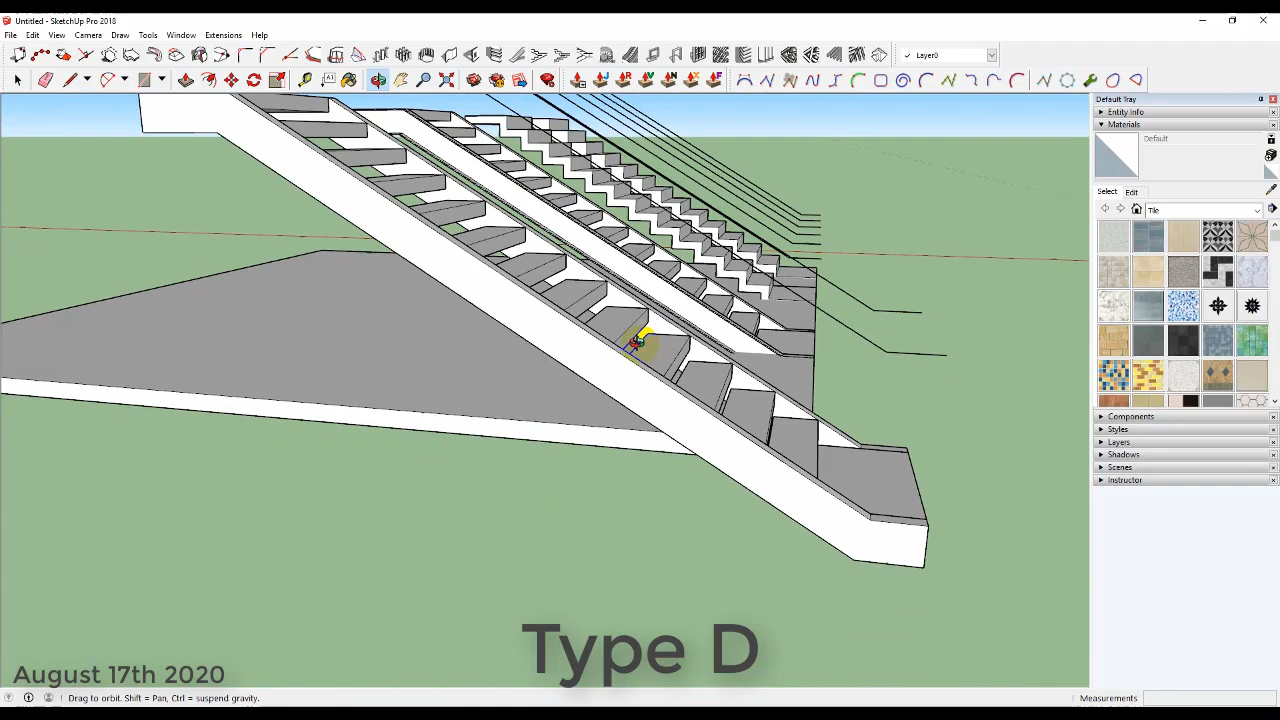 Untitled - SketchUp Pro 2018
File Edit View Camera Draw Tools Window Extensions Help
Layer0
Default Tray
Entity Info
Materials
Default
Select Edit
Tile
Components
Styles
Layers
Shadows
Scenes
Instructor
Type D
August 17th 2020
Drag to orbit. Shift = Pan, Ctrl = suspend gravity.
Measurements